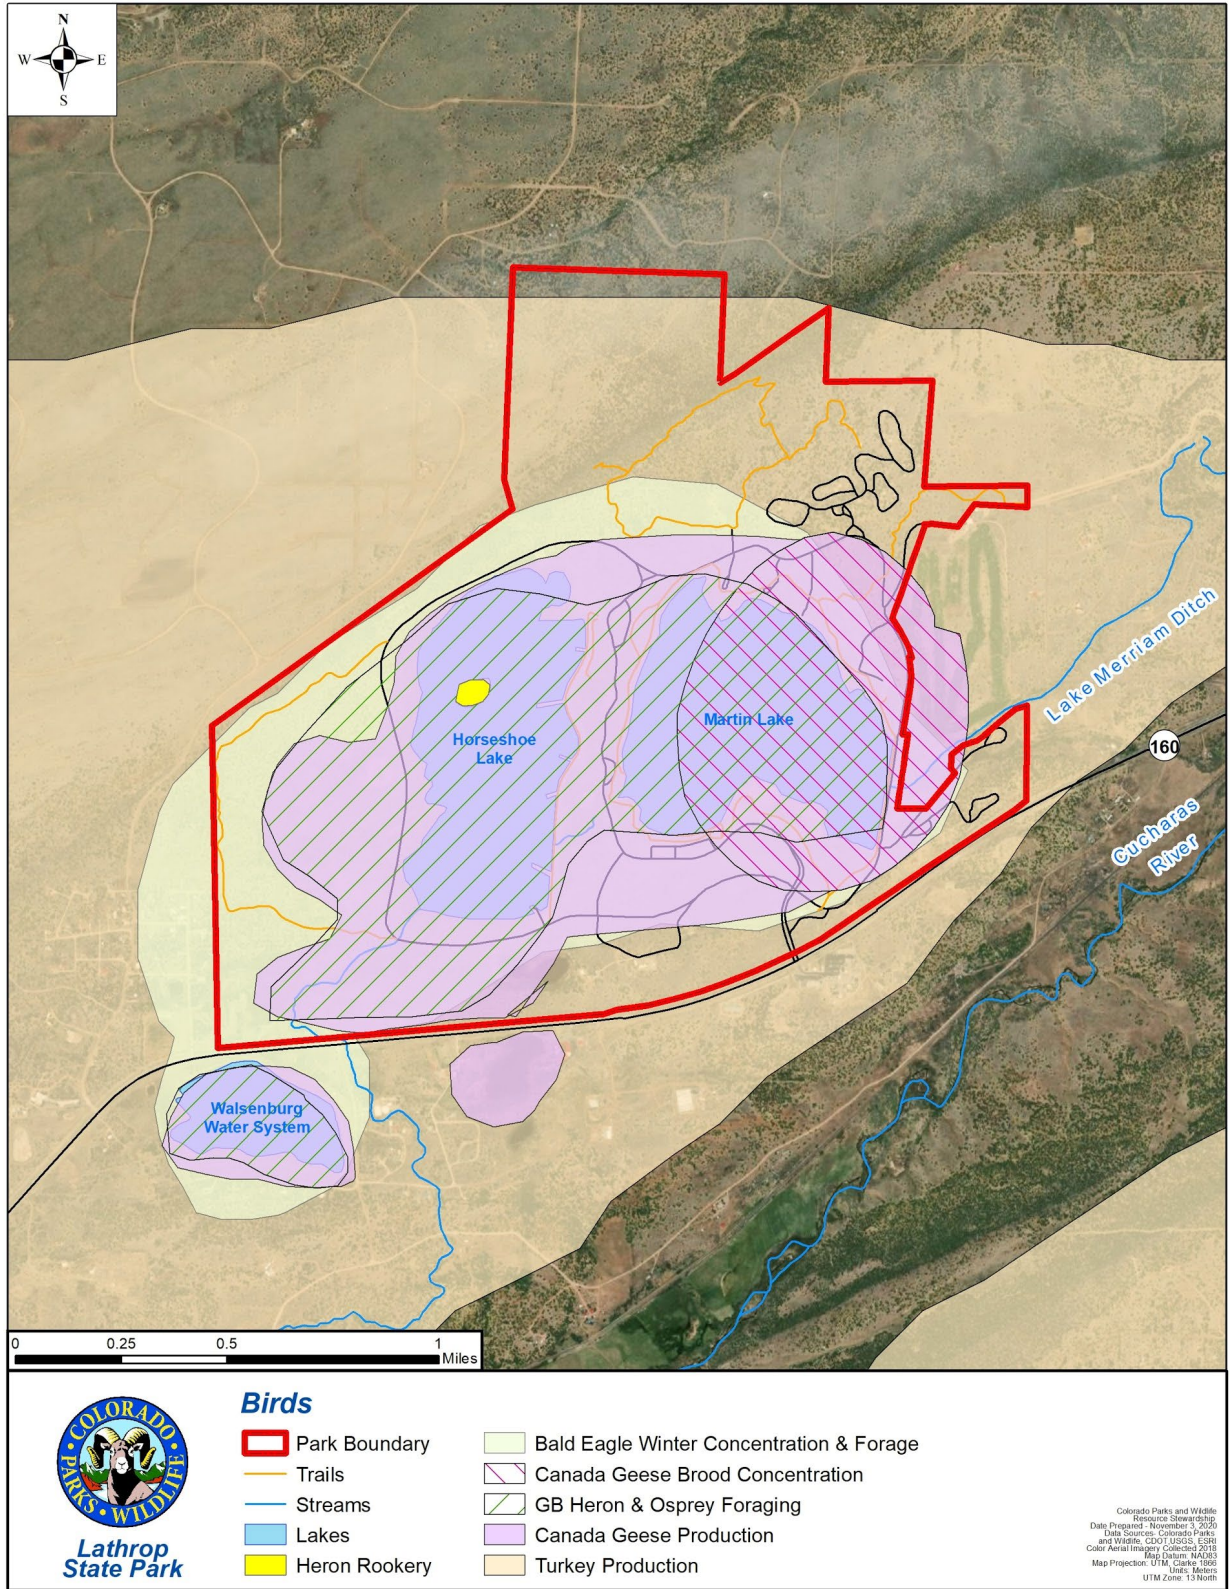 N
W E
S
Lake Merriam Ditch
160
Martin Lake
Horseshoe
Lake
Cucharas
River
Walsenburg
Water System
0 0.25 0.5 1
Miles
COLORADO
PARKS • WILDLIFE
Lathrop
State Park
Birds
Park Boundary
Trails
Streams
Lakes
Heron Rookery
Bald Eagle Winter Concentration & Forage
Canada Geese Brood Concentration
GB Heron & Osprey Foraging
Canada Geese Production
Turkey Production
Colorado Parks and Wildlife
Resource Stewardship
Date Prepared - November 3, 2020
Data Sources: Colorado Parks
and Wildlife, CDOT,USGS, ESRI
Color Aerial Imagery Collected 2018
Map Datum: NAD83
Map Projection: UTM, Clarke 1866
Units: Meters
UTM Zone: 13 North